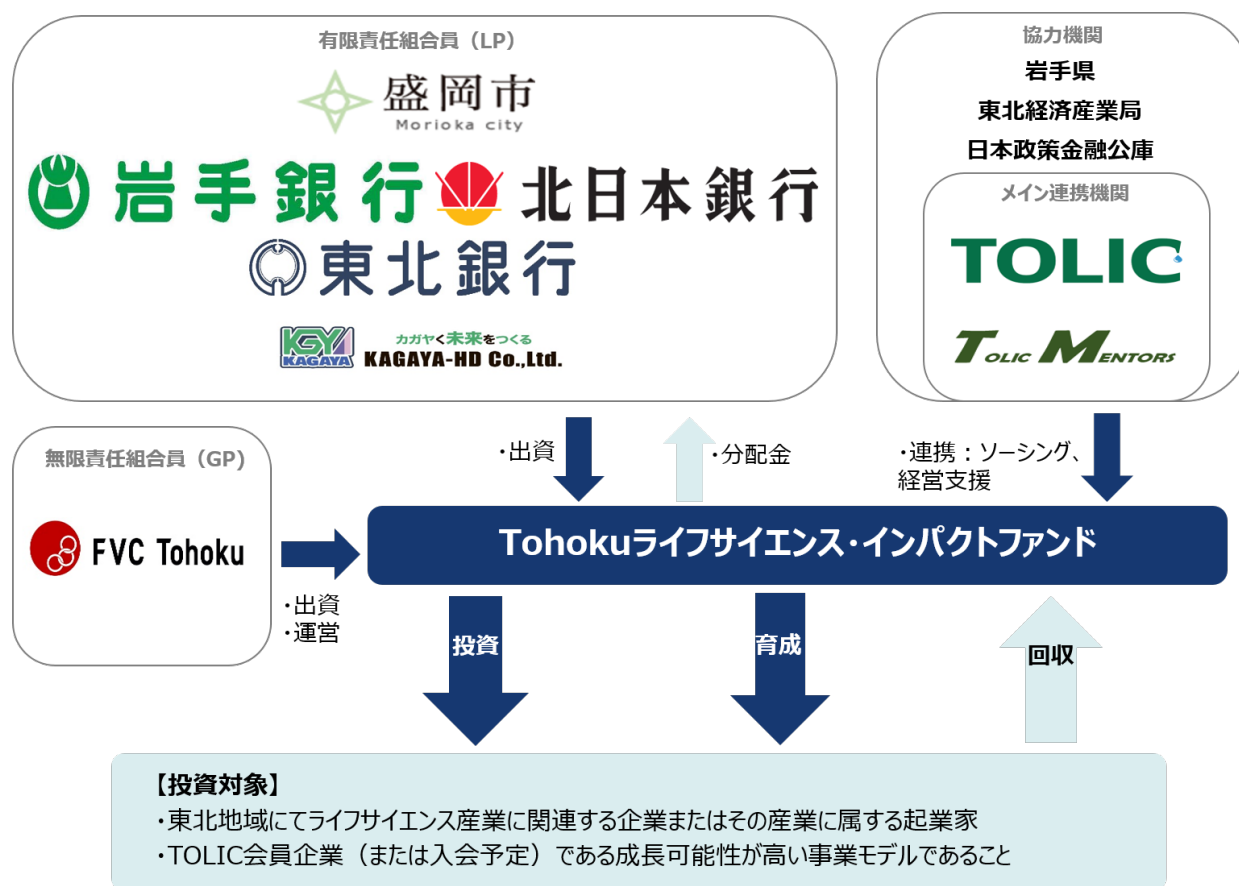 有限責任組合員（LP）
盛岡市
Morioka city
岩手銀行
北日本銀行
東北銀行
KGY
KAGAYA
カガヤく未来をつくる
KAGAYA-HD Co.,Ltd.
協力機関
岩手県
東北経済産業局
日本政策金融公庫
メイン連携機関
TOLIC
TOLIC MENTORS
無限責任組合員（GP)
FVC Tohoku
・出資
・運営
・出資
・分配金
・連携：ソーシング、
経営支援
Tohokuライフサイエンス・インパクトファンド
投資
育成
回収
【投資対象】
・東北地域にてライフサイエンス産業に関連する企業またはその産業に属する起業家
・TOLIC会員企業（または入会予定）である成長可能性が高い事業モデルであること